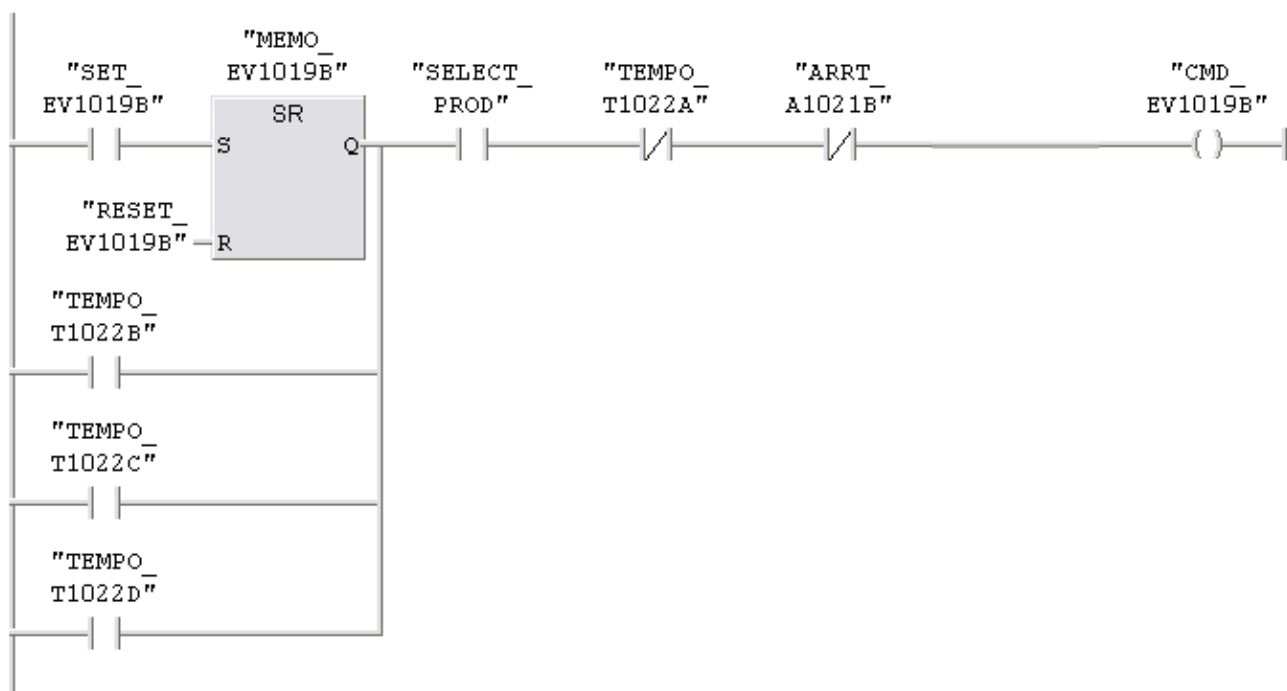 "MEMO_
EV1019B"
"SET_
EV1019B"
"SELECT_
PROD"
"TEMPO_
T1022A"
"ARRT_
A1021B"
"CMD_
EV1019B"
SR
S
Q
"RESET_
EV1019B"
R
"TEMPO_
T1022B"
"TEMPO_
T1022C"
"TEMPO_
T1022D"